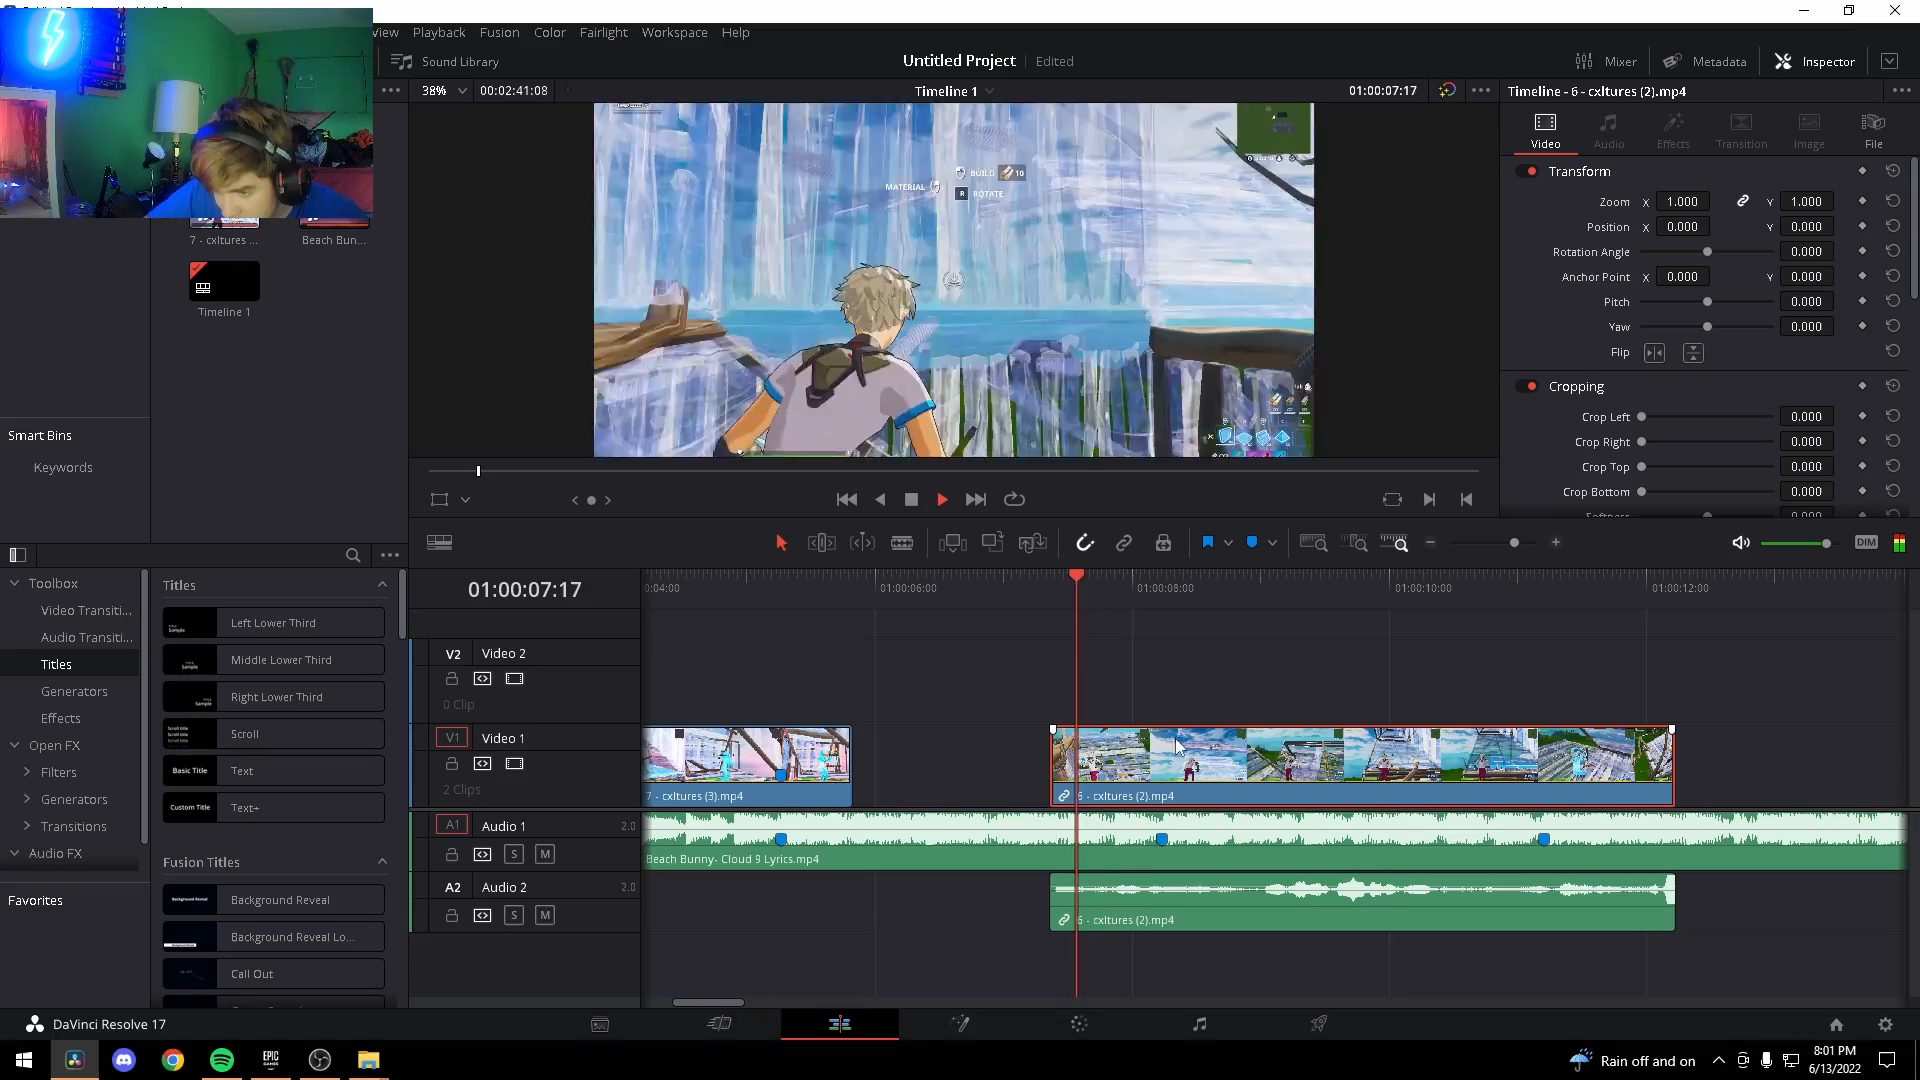 View Playback Fusion Color Fairlight Workspace Help
Sound Library
Untitled Project Edited
Mixer Metadata Inspector
38% 00:02:41:08 Timeline 1 01:00:07:17
Timeline - 6 - cxltures (2).mp4
Video Audio Effects Transition Image File
Transform
Zoom X 1.000 Y 1.000
Position X 0.000 Y 0.000
Rotation Angle 0.000
Anchor Point X 0.000 Y 0.000
Pitch 0.000
Yaw 0.000
Flip
Cropping
Crop Left 0.000
Crop Right 0.000
Crop Top 0.000
Crop Bottom 0.000
BUILD 10
MATERIAL
R ROTATE
7 - cxltures ... Beach Bun...
Timeline 1
Smart Bins
Keywords
Toolbox
Video Transiti...
Audio Transiti...
Titles
Generators
Effects
Open FX
Filters
Generators
Transitions
Audio FX
Favorites
Titles
Left Lower Third
Middle Lower Third
Right Lower Third
Scroll
Basic Title Text
Custom Title Text+
Fusion Titles
Background Reveal
Background Reveal Lo...
Call Out
DIM
01:00:07:17
0:04:00 01:00:06:00 01:00:08:00 01:00:10:00 01:00:12:00
V2 Video 2
0 Clip
V1 Video 1
2 Clips
7 - cxltures (3).mp4 6 - cxltures (2).mp4
A1 Audio 1 2.0
S M
Beach Bunny- Cloud 9 Lyrics.mp4
A2 Audio 2 2.0
S M
6 - cxltures (2).mp4
DaVinci Resolve 17
EPIC GAMES
Rain off and on
8:01 PM
6/13/2022